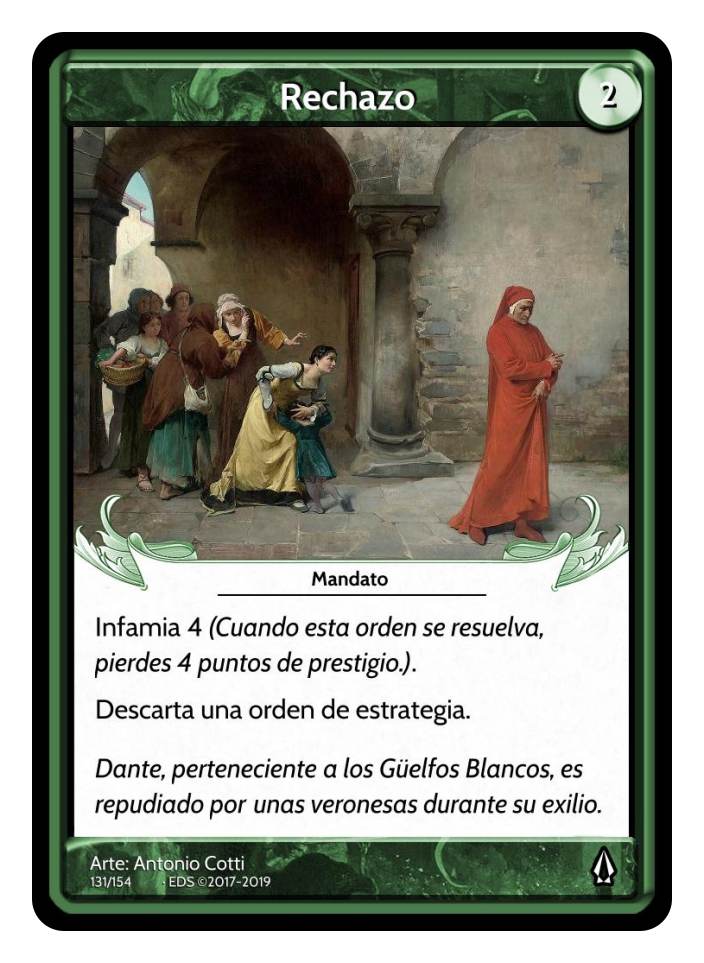 Rechazo
2
Mandato
Infamia 4 (Cuando esta orden se resuelva,
pierdes 4 puntos de prestigio.).
Descarta una orden de estrategia.
Dante, perteneciente a los Güelfos Blancos, es
repudiado por unas veronesas durante su exilio.
Arte: Antonio Cotti
131/154 · EDS ©2017-2019